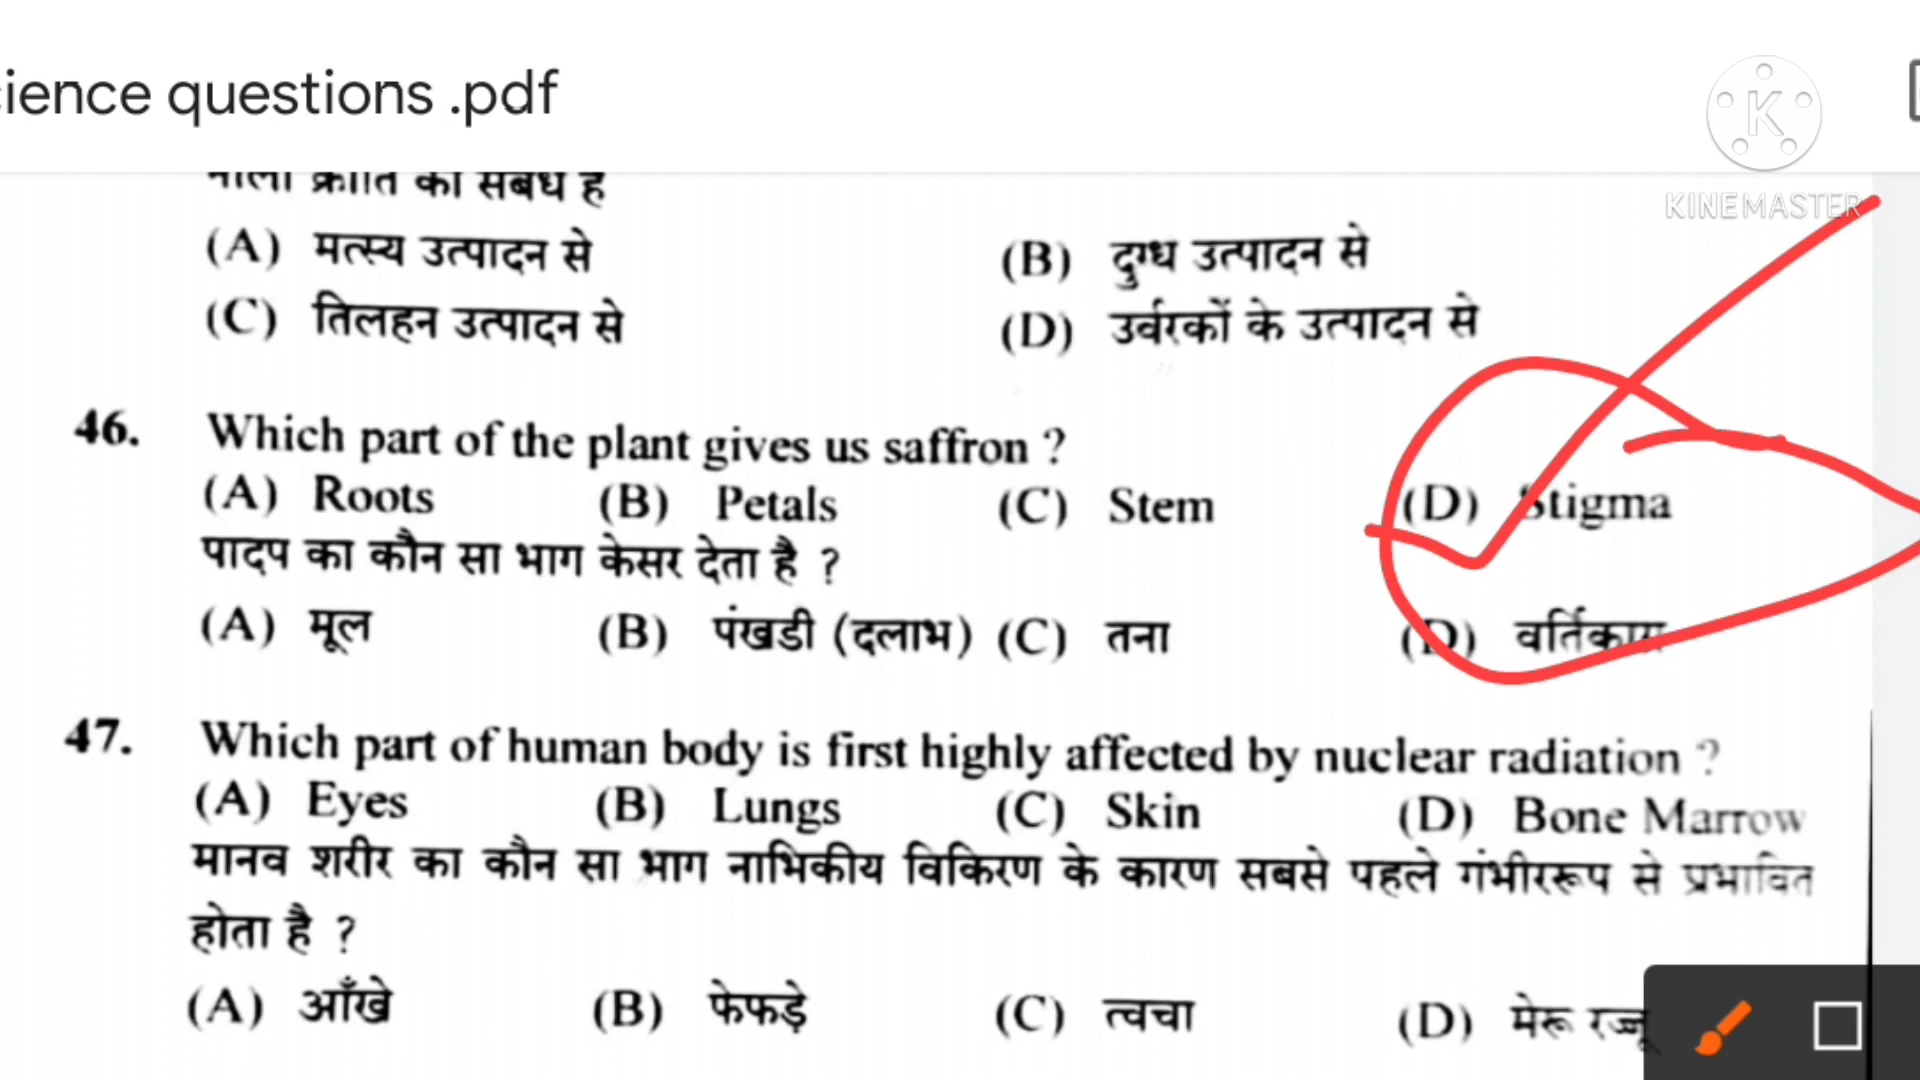 ience questions .pdf
KINEMASTER
नीली क्रांति का संबंध है
(A) मत्स्य उत्पादन से (B) दुग्ध उत्पादन से
(C) तिलहन उत्पादन से (D) उर्वरकों के उत्पादन से
46. Which part of the plant gives us saffron ?
(A) Roots (B) Petals (C) Stem (D) Stigma
पादप का कौन सा भाग केसर देता है ?
(A) मूल (B) पंखडी (दलाभ) (C) तना (D) वर्तिकाग्र
47. Which part of human body is first highly affected by nuclear radiation ?
(A) Eyes (B) Lungs (C) Skin (D) Bone Marrow
मानव शरीर का कौन सा भाग नाभिकीय विकिरण के कारण सबसे पहले गंभीररूप से प्रभावित
होता है ?
(A) आँखे (B) फेफड़े (C) त्वचा (D) मेरू रज्जू